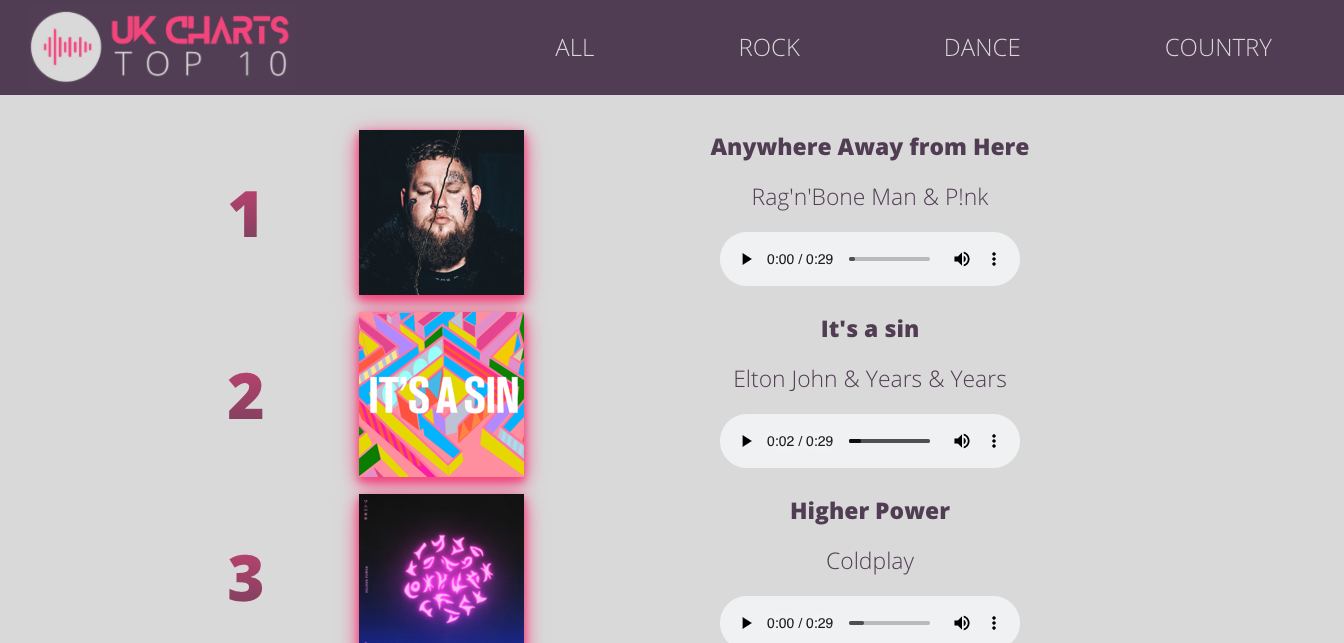 UK CHARTS
TOP 10
ALL
ROCK
DANCE
COUNTRY
1
Anywhere Away from Here
Rag'n'Bone Man & P!nk
0:00 / 0:29
2
IT'S A SIN
It's a sin
Elton John & Years & Years
0:02 / 0:29
3
Higher Power
Coldplay
0:00 / 0:29